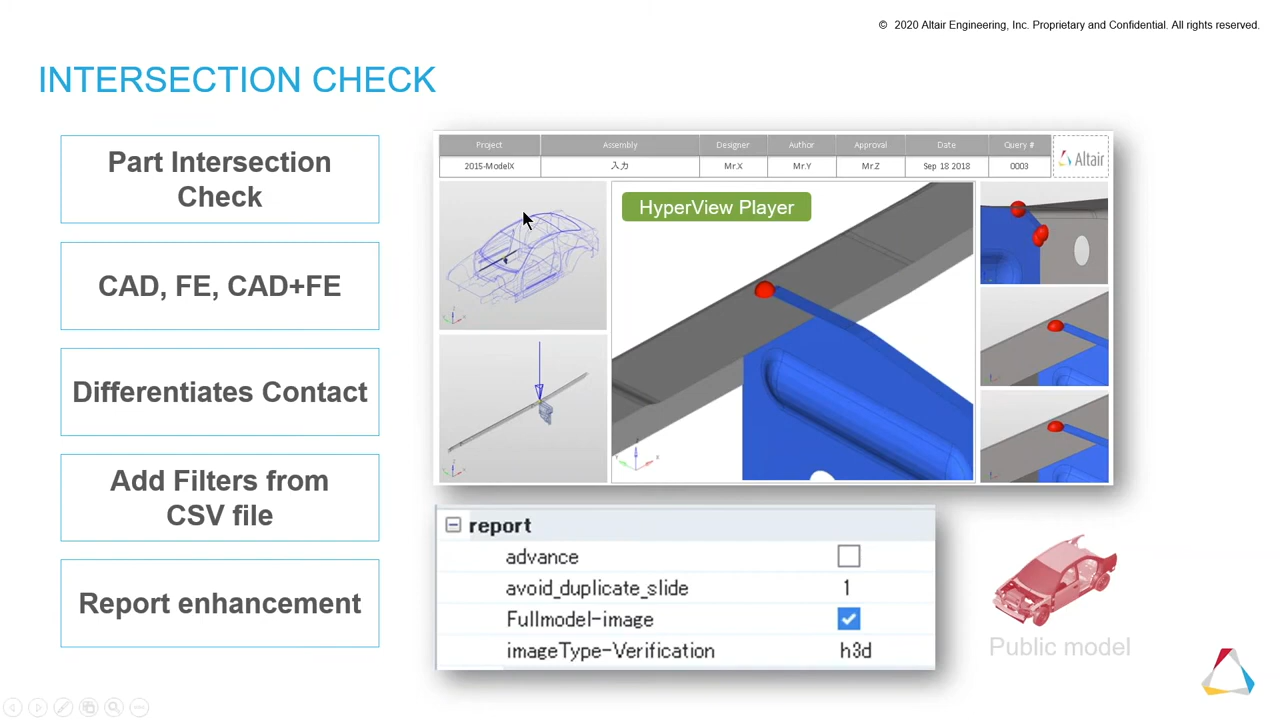 © 2020 Altair Engineering, Inc. Proprietary and Confidential. All rights reserved.
INTERSECTION CHECK
Part Intersection
Check
CAD, FE, CAD+FE
Differentiates Contact
Add Filters from
CSV file
Report enhancement
Project Assembly Designer Author Approval Date Query #
2015-ModelX 入力 Mr.X Mr.Y Mr.Z Sep 18 2018 0003
Altair
HyperView Player
report
advance
avoid_duplicate_slide 1
Fullmodel-image
imageType-Verification h3d
Public model